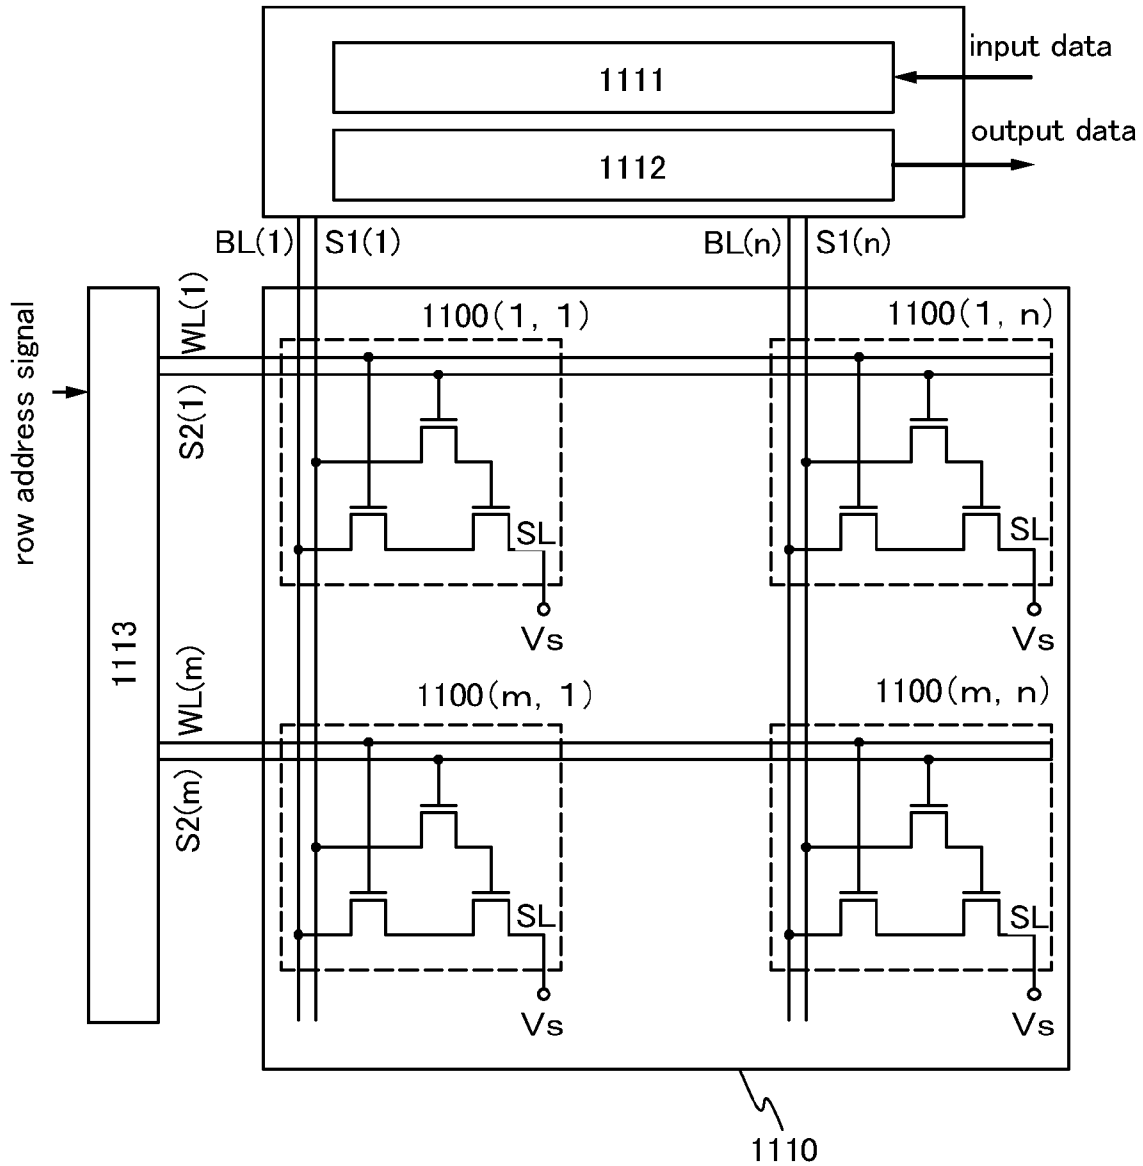 input data
1111
output data
1112
BL(1) S1(1) BL(n) S1(n)
WL(1)
1100(1, 1) 1100(1, n)
row address signal
S2(1)
SL SL
Vs Vs
1113
WL(m)
1100(m, 1) 1100(m, n)
S2(m)
SL SL
Vs Vs
1110